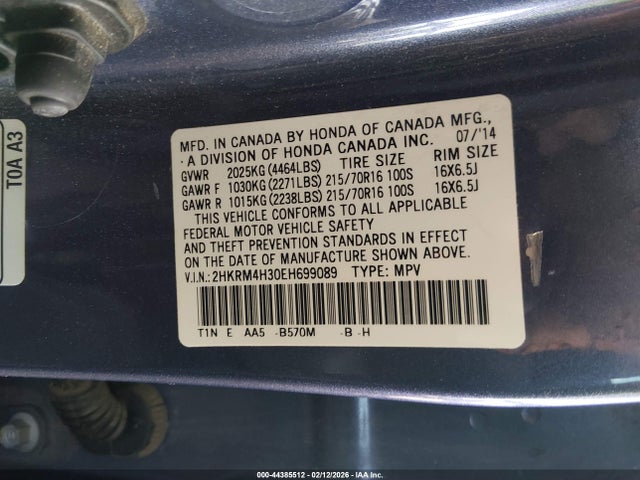 MFD. IN CANADA BY HONDA OF CANADA MFG.,
A DIVISION OF HONDA CANADA INC. 07/'14
GVWR 2025KG (4464LBS) TIRE SIZE RIM SIZE
GAWR F 1030KG (2271LBS) 215/70R16 100S 16X6.5J
GAWR R 1015KG (2238LBS) 215/70R16 100S 16X6.5J
THIS VEHICLE CONFORMS TO ALL APPLICABLE
FEDERAL MOTOR VEHICLE SAFETY
AND THEFT PREVENTION STANDARDS IN EFFECT
ON THE DATE OF MANUFACTURE SHOWN ABOVE.
V.I.N.: 2HKRM4H30EH699089 TYPE: MPV
T1N E AA5 -B570M -B -H
T0A A3
000-44385512 - 02/12/2026 - IAA Inc.